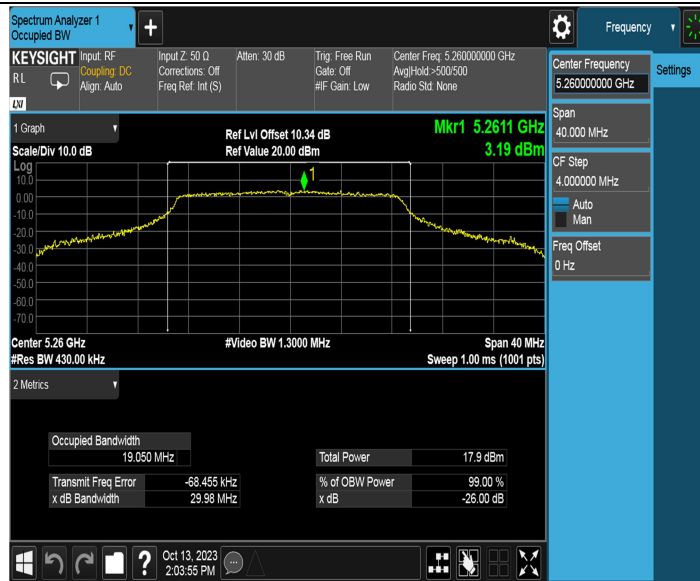 Spectrum Analyzer 1
Occupied BW
+
Frequency
KEYSIGHT
RL
LXI
Input: RF
Coupling: DC
Align: Auto
Input Z: 50 Ω
Corrections: Off
Freq Ref: Int (S)
Atten: 30 dB
Trig: Free Run
Gate: Off
#IF Gain: Low
Center Freq: 5.260000000 GHz
Avg|Hold:>500/500
Radio Std: None
Center Frequency
5.260000000 GHz
Settings
Span
40.000 MHz
CF Step
4.000000 MHz
Auto
Man
Freq Offset
0 Hz
1 Graph
Scale/Div 10.0 dB
Ref Lvl Offset 10.34 dB
Ref Value 20.00 dBm
Mkr1 5.2611 GHz
3.19 dBm
Log
10.0
0.00
-10.0
-20.0
-30.0
-40.0
-50.0
-60.0
-70.0
1
Center 5.26 GHz
#Res BW 430.00 kHz
#Video BW 1.3000 MHz
Span 40 MHz
Sweep 1.00 ms (1001 pts)
2 Metrics
Occupied Bandwidth
19.050 MHz
Transmit Freq Error -68.455 kHz
x dB Bandwidth 29.98 MHz
Total Power 17.9 dBm
% of OBW Power 99.00 %
x dB -26.00 dB
?
Oct 13, 2023
2:03:55 PM